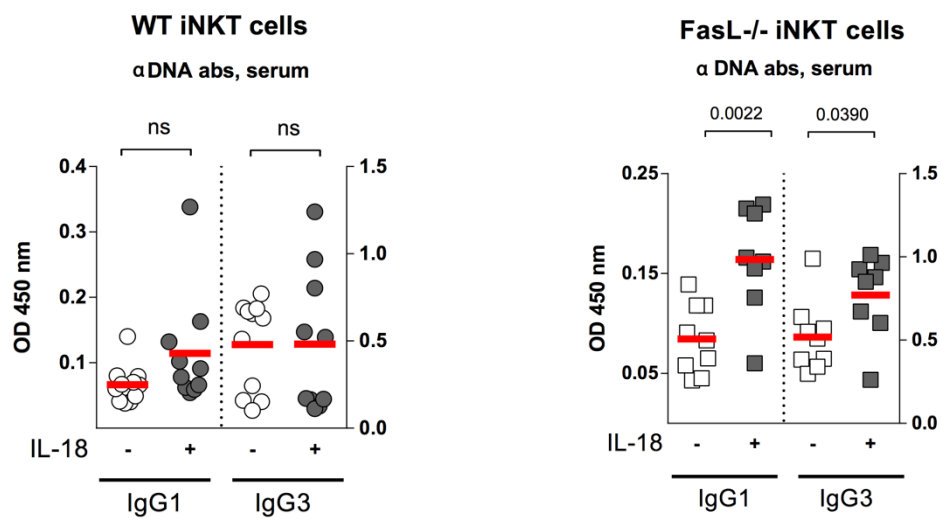 WT iNKT cells
α DNA abs, serum
ns ns
0.4
0.3
0.2
0.1
OD 450 nm
1.5
1.0
0.5
0.0
IL-18 - + - +
IgG1 IgG3
FasL-/- iNKT cells
α DNA abs, serum
0.0022 0.0390
0.25
0.15
0.05
OD 450 nm
1.5
1.0
0.5
0.0
IL-18 - + - +
IgG1 IgG3